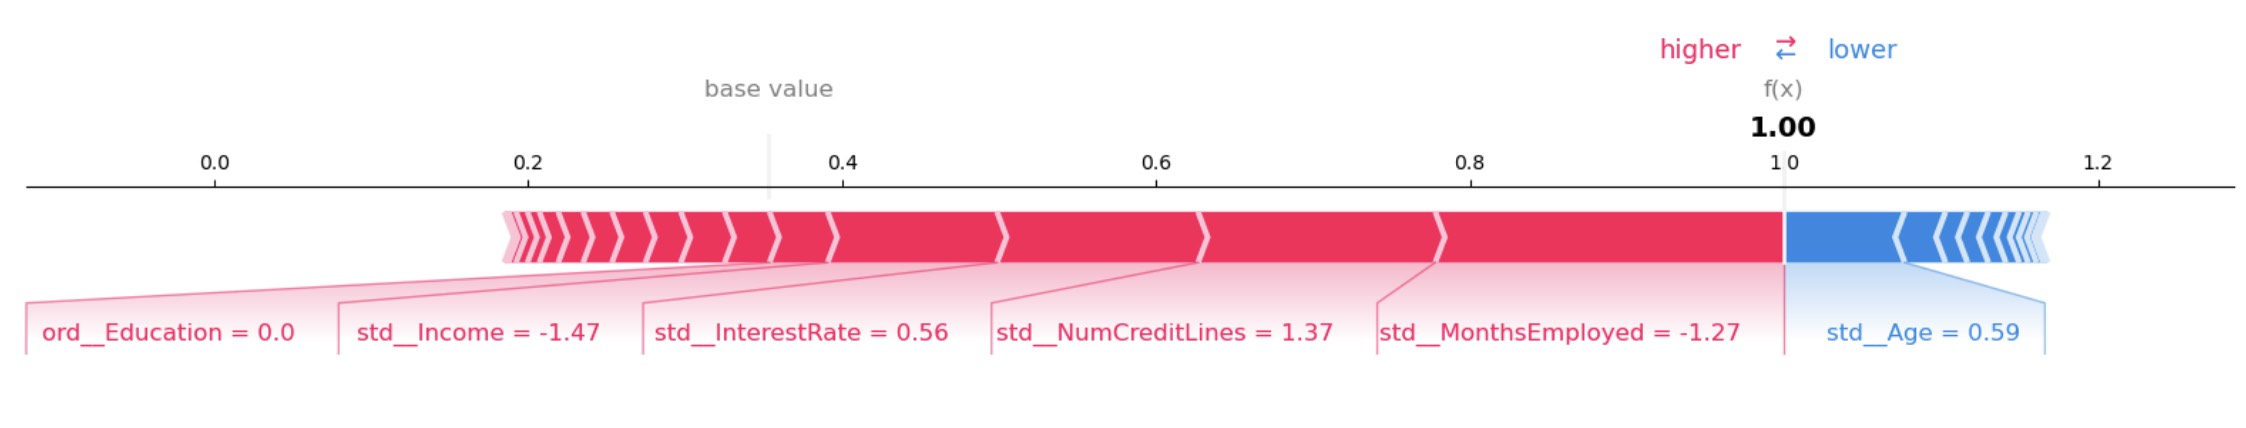 higher ⇄ lower
base value f(x)
1.00
0.0 0.2 0.4 0.6 0.8 1.0 1.2
ord__Education = 0.0 std__Income = -1.47 std__InterestRate = 0.56 std__NumCreditLines = 1.37 std__MonthsEmployed = -1.27 std__Age = 0.59